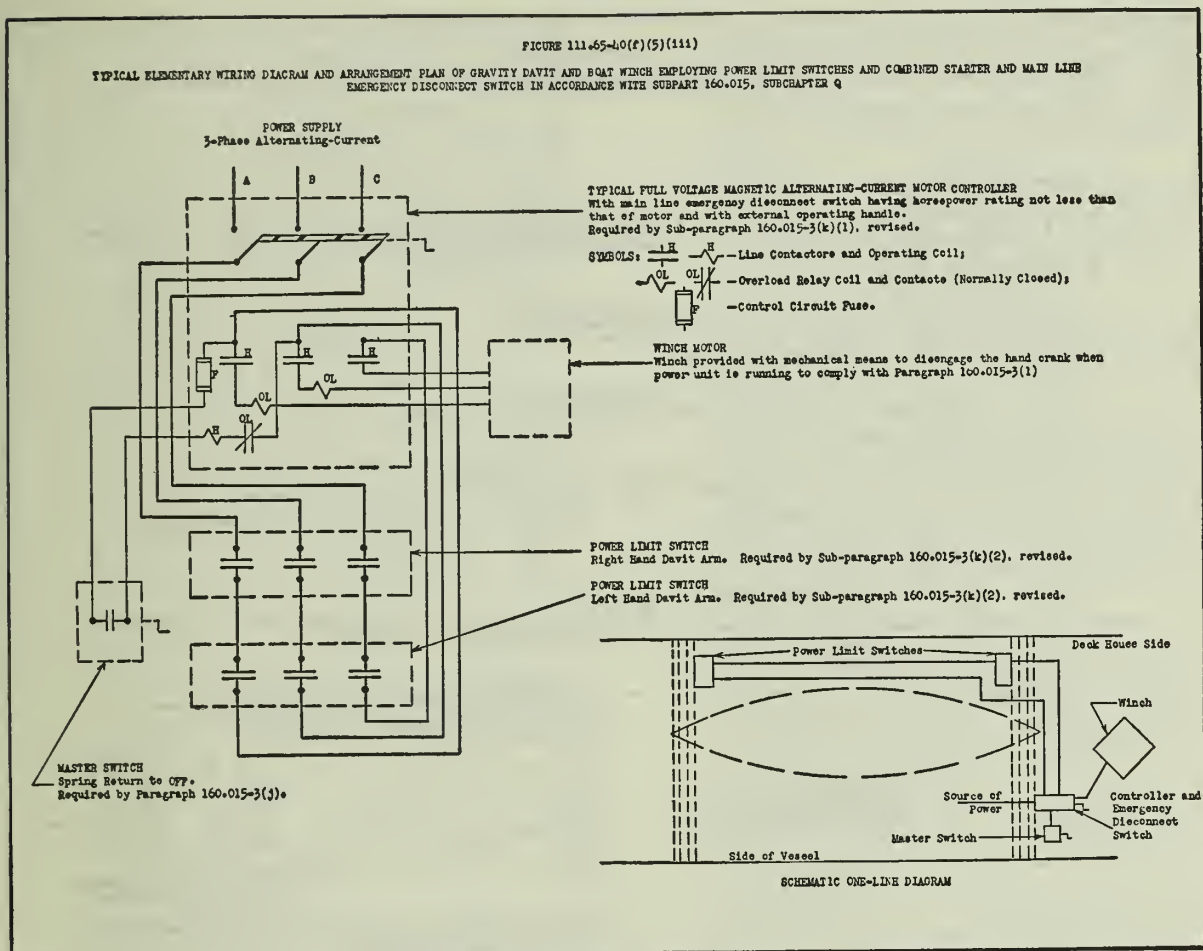 FIGURE 111.65-40(f)(5)(iii)
TYPICAL ELEMENTARY WIRING DIAGRAM AND ARRANGEMENT PLAN OF GRAVITY DAVIT AND BOAT WINCH EMPLOYING POWER LIMIT SWITCHES AND COMBINED STARTER AND MAIN LINE
EMERGENCY DISCONNECT SWITCH IN ACCORDANCE WITH SUBPART 160.015, SUBCHAPTER Q
POWER SUPPLY
3-Phase Alternating-Current
A B C
TYPICAL FULL VOLTAGE MAGNETIC ALTERNATING-CURRENT MOTOR CONTROLLER
With main line emergency disconnect switch having horsepower rating not less than
that of motor and with external operating handle.
Required by Sub-paragraph 160.015-3(k)(1), revised.
SYMBOLS: H H —Line Contactors and Operating Coil;
OL OL —Overload Relay Coil and Contacts (Normally Closed);
F —Control Circuit Fuse.
F H H H
OL
OL
H OL
WINCH MOTOR
Winch provided with mechanical means to disengage the hand crank when
power unit is running to comply with Paragraph 160.015-3(l)
POWER LIMIT SWITCH
Right Hand Davit Arm. Required by Sub-paragraph 160.015-3(k)(2), revised.
POWER LIMIT SWITCH
Left Hand Davit Arm. Required by Sub-paragraph 160.015-3(k)(2), revised.
MASTER SWITCH
Spring Return to OFF.
Required by Paragraph 160.015-3(j).
Power Limit Switches
Deck House Side
Winch
Source of
Power
Controller and
Emergency
Disconnect
Switch
Master Switch
Side of Vessel
SCHEMATIC ONE-LINE DIAGRAM